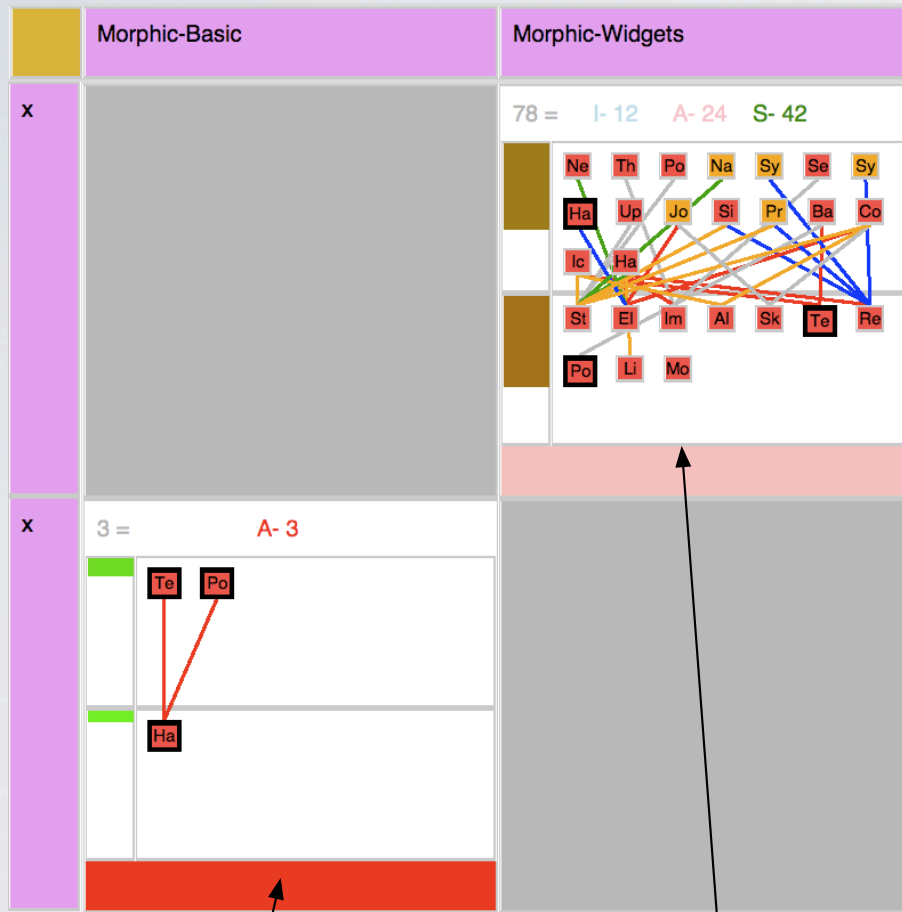 Morphic-Basic
Morphic-Widgets
x
78 = I- 12 A- 24 S- 42
Ne Th Po Na Sy Se Sy
Ha Up Jo Si Pr Ba Co
Ic Ha
St El Im Al Sk Te Re
Po Li Mo
x
3 = A- 3
Te Po
Ha